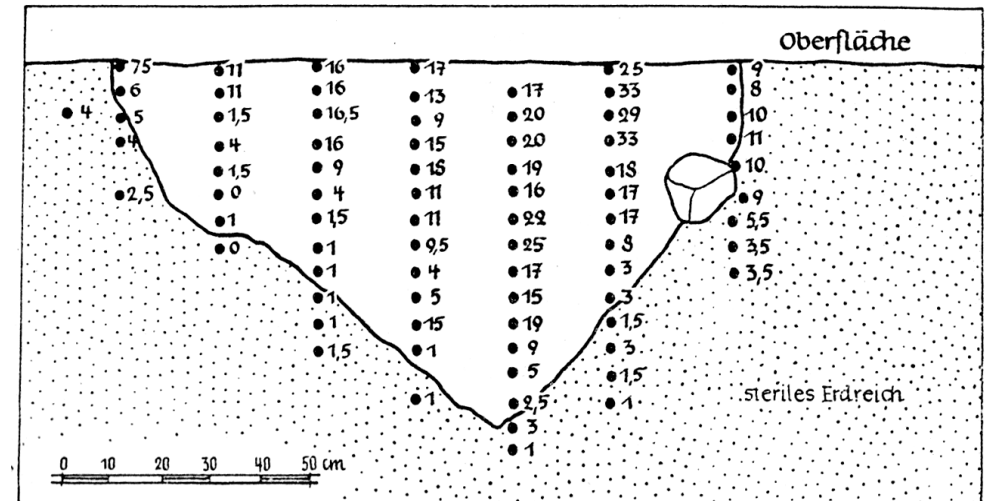 Oberfläche
75 11 16 17 25 9
6 11 16 13 17 33 8
4 5 1,5 16,5 9 20 29 10
4 4 16 15 20 33 11
1,5 9 18 19 18 10
2,5 0 4 11 16 17 9
1 1,5 11 22 17 5,5
0 1 9,5 25 8 3,5
1 4 17 3 3,5
1 5 15 3
1 15 19 1,5
1,5 1 9 3
5 1,5
1 2,5 1
steriles Erdreich
3
1
0 10 20 30 40 50 cm